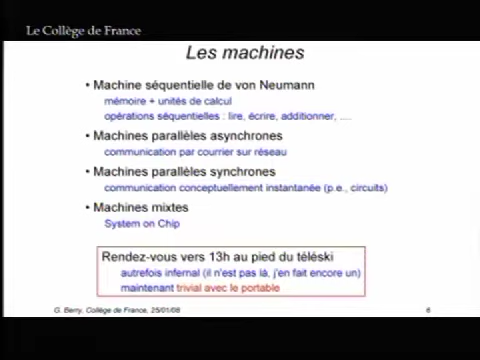 Le Collège de France
Les machines
• Machine séquentielle de von Neumann
mémoire + unités de calcul
opérations séquentielles : lire, écrire, additionner, ....
• Machines parallèles asynchrones
communication par courrier sur réseau
• Machines parallèles synchrones
communication conceptuellement instantanée (p.e., circuits)
• Machines mixtes
System on Chip
Rendez-vous vers 13h au pied du téléski
autrefois infernal (il n'est pas là, j'en fait encore un)
maintenant trivial avec le portable
G. Berry, Collège de France, 25/01/08
6